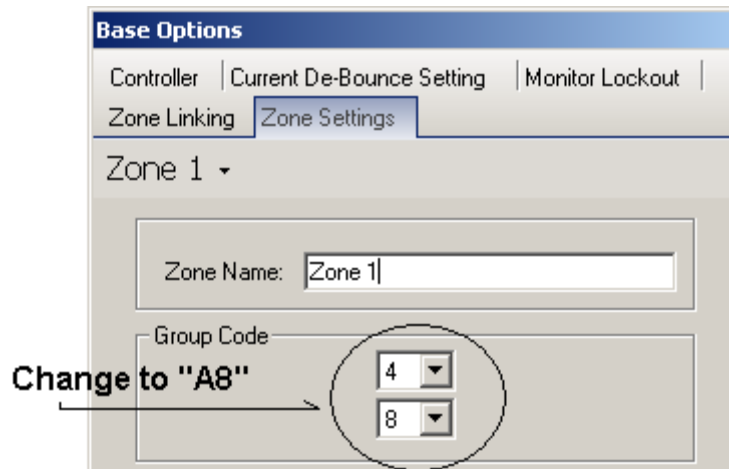 Base Options
Controller Current De-Bounce Setting Monitor Lockout
Zone Linking Zone Settings
Zone 1
Zone Name: Zone 1
Group Code
Change to "A8"
4
8